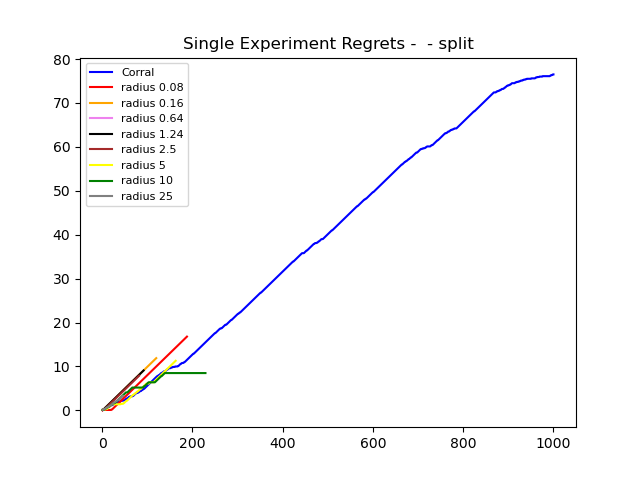 Single Experiment Regrets -  - split
80
70
60
50
40
30
20
10
0
Corral
radius 0.08
radius 0.16
radius 0.64
radius 1.24
radius 2.5
radius 5
radius 10
radius 25
0 200 400 600 800 1000